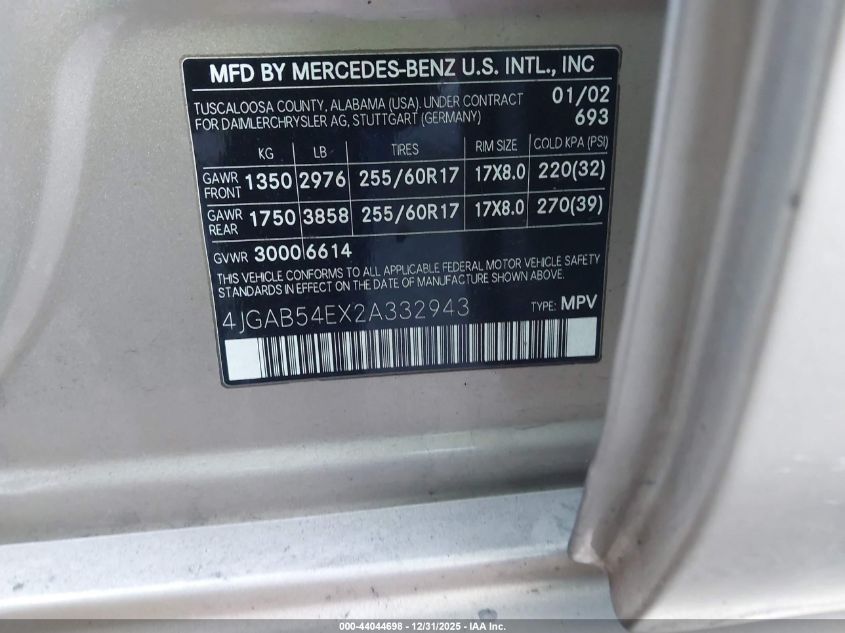 MFD BY MERCEDES-BENZ U.S. INTL., INC
TUSCALOOSA COUNTY, ALABAMA (USA). UNDER CONTRACT 01/02
FOR DAIMLERCHRYSLER AG, STUTTGART (GERMANY) 693
KG LB TIRES RIM SIZE COLD KPA (PSI)
GAWR FRONT 1350 2976 255/60R17 17X8.0 220(32)
GAWR REAR 1750 3858 255/60R17 17X8.0 270(39)
GVWR 3000 6614
THIS VEHICLE CONFORMS TO ALL APPLICABLE FEDERAL MOTOR VEHICLE SAFETY
STANDARDS IN EFFECT ON THE DATE OF MANUFACTURE SHOWN ABOVE.
4JGAB54EX2A332943 TYPE: MPV
000-44044698 - 12/31/2025 - IAA Inc.